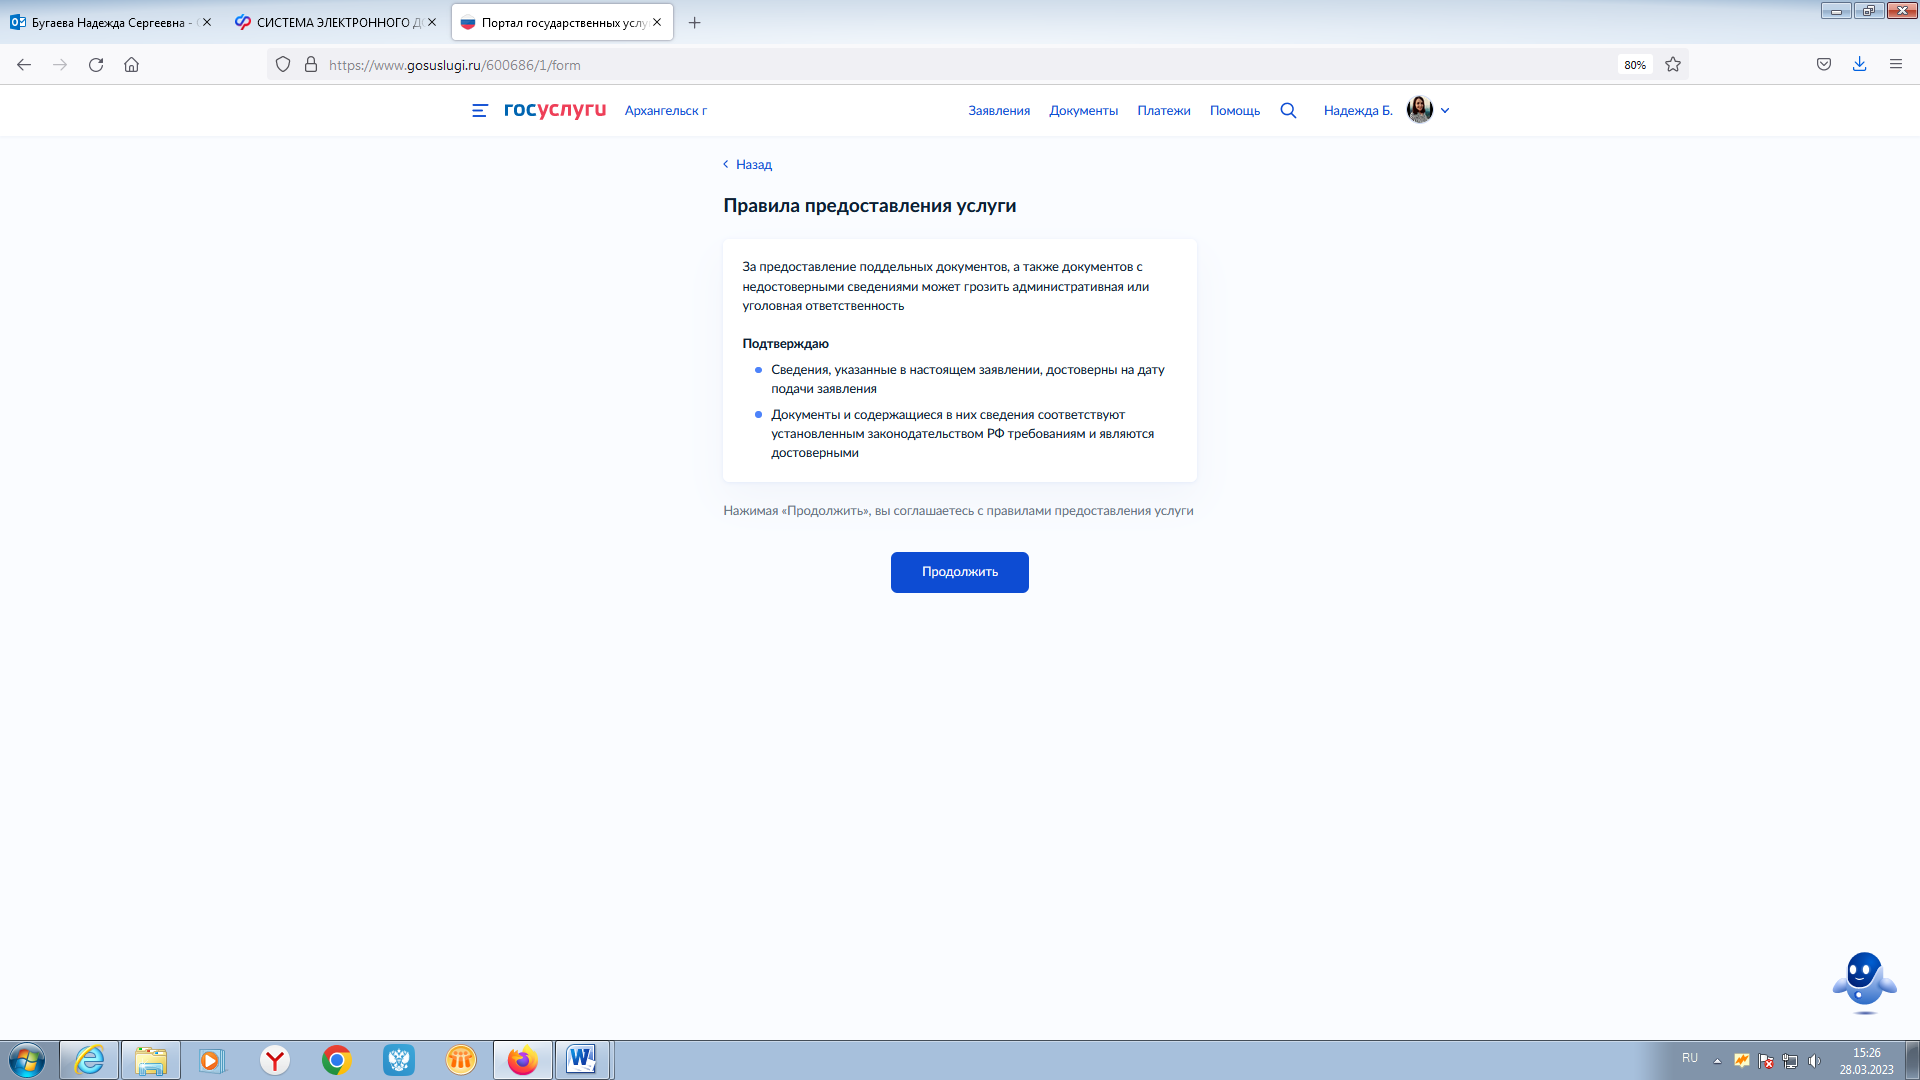 Бугаева Надежда Сергеевна -
СИСТЕМА ЭЛЕКТРОННОГО
Портал государственных услу
https://www.gosuslugi.ru/600686/1/form
80%
госуслуги
Архангельск г
Заявления
Документы
Платежи
Помощь
Надежда Б.
Назад
Правила предоставления услуги
За предоставление поддельных документов, а также документов с
недостоверными сведениями может грозить административная или
уголовная ответственность
Подтверждаю
Сведения, указанные в настоящем заявлении, достоверны на дату
подачи заявления
Документы и содержащиеся в них сведения соответствуют
установленным законодательством РФ требованиям и являются
достоверными
Нажимая «Продолжить», вы соглашаетесь с правилами предоставления услуги
Продолжить
RU
15:26
28.03.2023